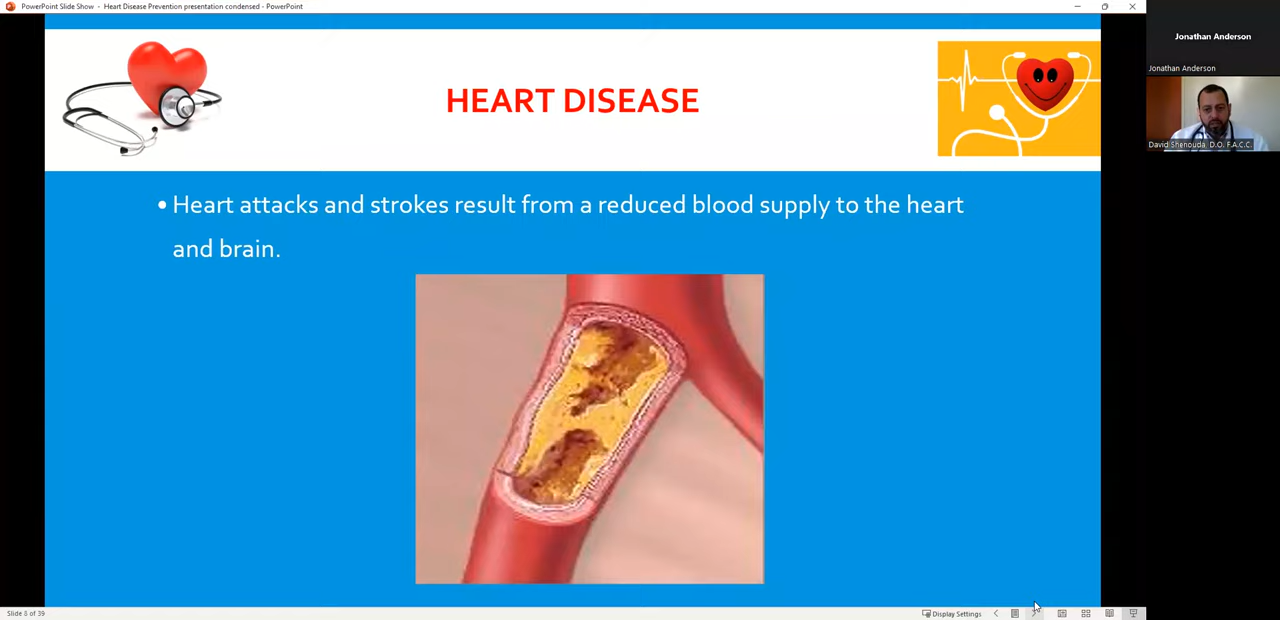 PowerPoint Slide Show - Heart Disease Prevention presentation condensed - PowerPoint
Jonathan Anderson
Jonathan Anderson
David Shenouda, D.O. F.A.C.C.
HEART DISEASE
• Heart attacks and strokes result from a reduced blood supply to the heart
and brain.
Slide 8 of 39
Display Settings